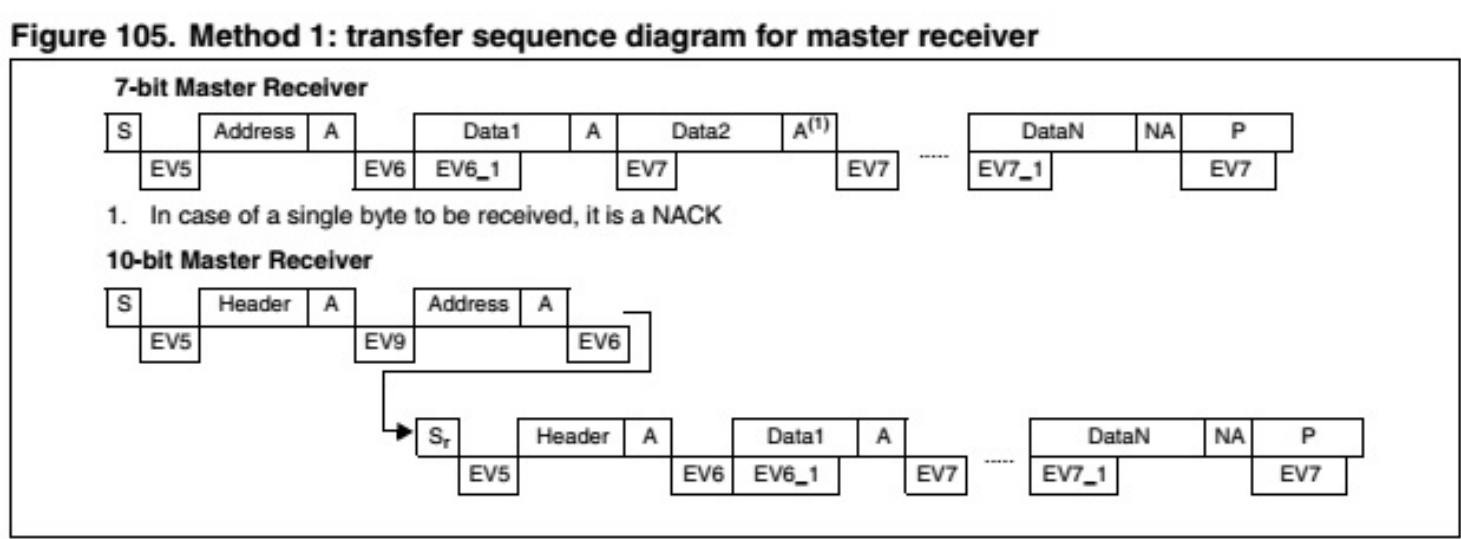 Figure 105. Method 1: transfer sequence diagram for master receiver
7-bit Master Receiver
S Address A Data1 A Data2 A(1) DataN NA P
EV5 EV6 EV6_1 EV7 EV7 ..... EV7_1 EV7
1. In case of a single byte to be received, it is a NACK
10-bit Master Receiver
S Header A Address A
EV5 EV9 EV6
Sr Header A Data1 A DataN NA P
EV5 EV6 EV6_1 EV7 ..... EV7_1 EV7